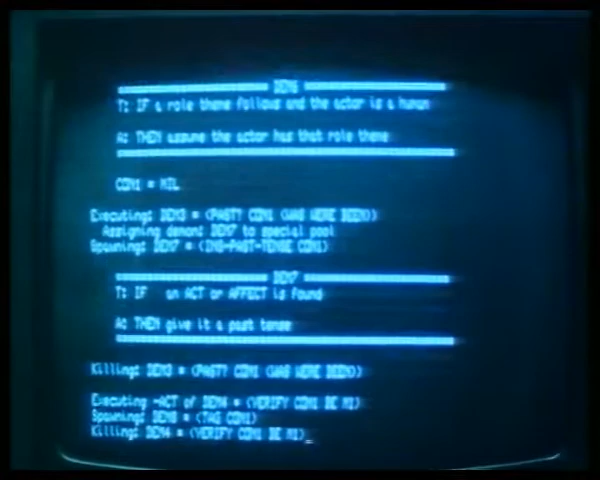 DEM6
T: IF a role theme follows and the actor is a human
A: THEN assume the actor has that role theme
CON1 = NIL
Executing: DEM3 = (PAST? CON1 (WAS WERE BEEN))
Assigning demon: DEM7 to special pool
Spawning: DEM7 = (INS-PAST-TENSE CON1)
DEM7
T: IF an ACT or AFFECT is found
A: THEN give it a past tense
Killing: DEM3 = (PAST? CON1 (WAS WERE BEEN))
Executing -ACT of DEM4 = (VERIFY CON1 BE M1)
Spawning: DEM8 = (TAG CON1)
Killing: DEM4 = (VERIFY CON1 BE M1)_